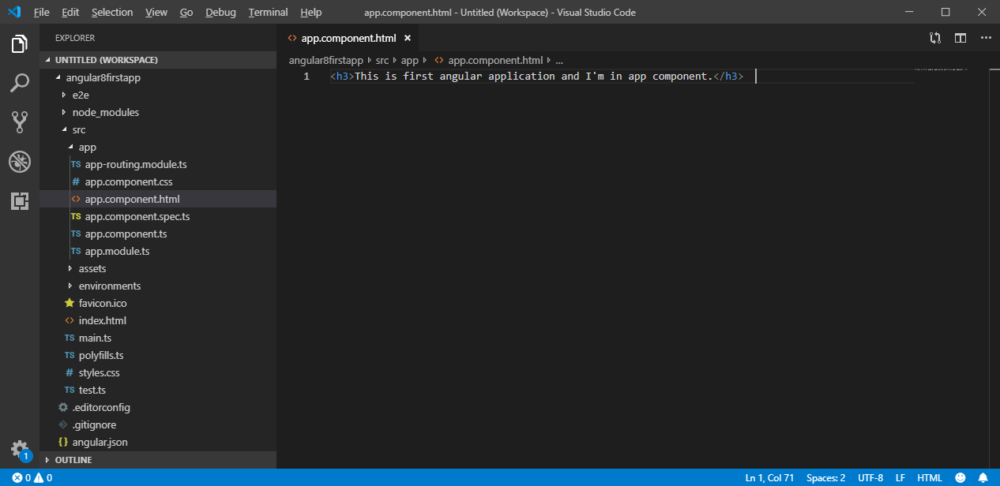 File Edit Selection View Go Debug Terminal Help app.component.html - Untitled (Workspace) - Visual Studio Code
EXPLORER
app.component.html
UNTITLED (WORKSPACE)
angular8firstapp src app app.component.html ...
1 <h3>This is first angular application and I'm in app component.</h3>
angular8firstapp
e2e
node_modules
src
app
TS app-routing.module.ts
# app.component.css
<> app.component.html
TS app.component.spec.ts
TS app.component.ts
TS app.module.ts
assets
environments
favicon.ico
<> index.html
TS main.ts
TS polyfills.ts
# styles.css
TS test.ts
.editorconfig
.gitignore
{} angular.json
OUTLINE
1
0 0 Ln 1, Col 71 Spaces: 2 UTF-8 LF HTML